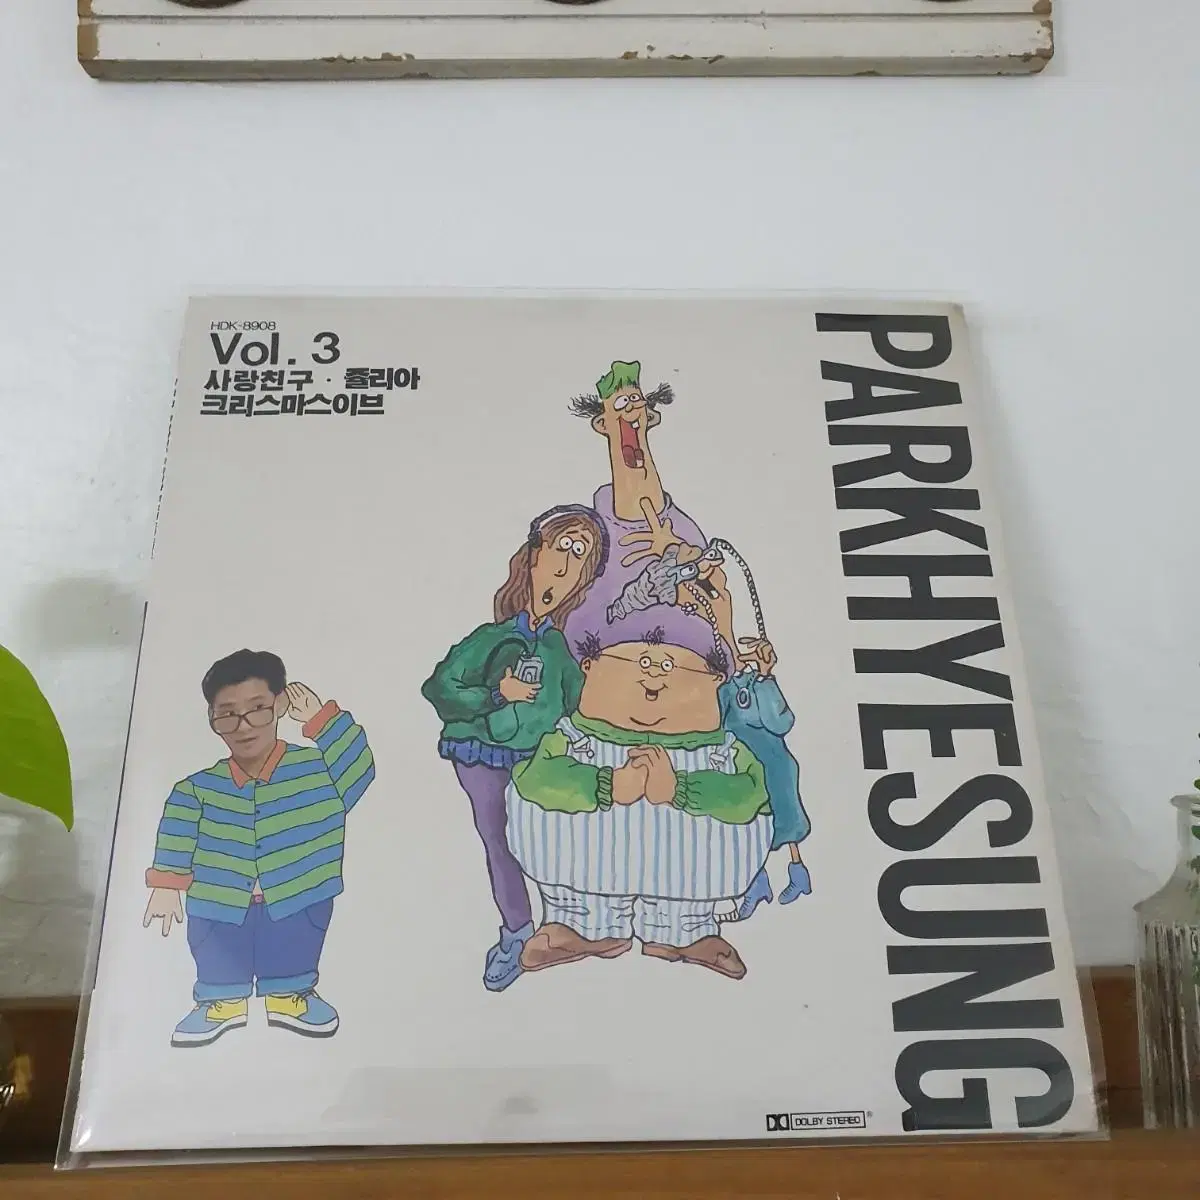 HDK-8908
Vol. 3
사랑친구 · 쥴리아
크리스마스이브
PARKHYESUNG
DOLBY STEREO ®